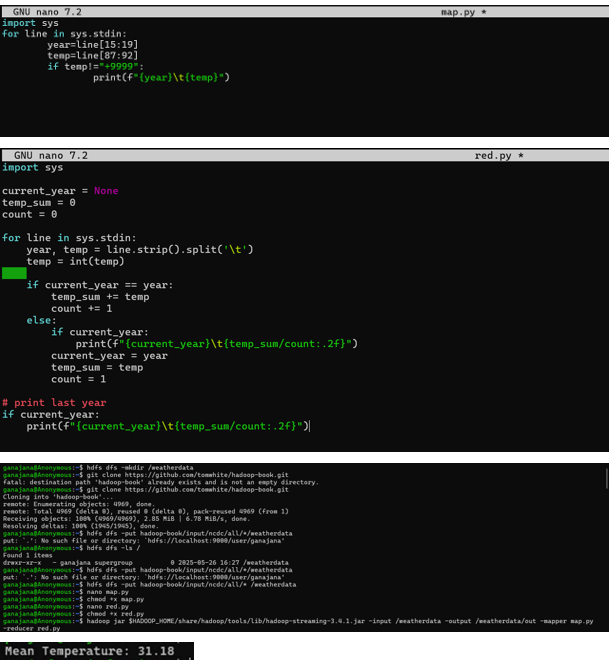 GNU nano 7.2 map.py *
import sys
for line in sys.stdin:
year=line[15:19]
temp=line[87:92]
if temp!="+9999":
print(f"{year}\t{temp}")
GNU nano 7.2 red.py *
import sys
current_year = None
temp_sum = 0
count = 0
for line in sys.stdin:
year, temp = line.strip().split('\t')
temp = int(temp)
if current_year == year:
temp_sum += temp
count += 1
else:
if current_year:
print(f"{current_year}\t{temp_sum/count:.2f}")
current_year = year
temp_sum = temp
count = 1
# print last year
if current_year:
print(f"{current_year}\t{temp_sum/count:.2f}")
ganajana@Anonymous:~$ hdfs dfs -mkdir /weatherdata
ganajana@Anonymous:~$ git clone https://github.com/tomwhite/hadoop-book.git
fatal: destination path 'hadoop-book' already exists and is not an empty directory.
ganajana@Anonymous:~$ git clone https://github.com/tomwhite/hadoop-book.git
Cloning into 'hadoop-book'...
remote: Enumerating objects: 4969, done.
remote: Total 4969 (delta 0), reused 0 (delta 0), pack-reused 4969 (from 1)
Receiving objects: 100% (4969/4969), 2.85 MiB | 6.78 MiB/s, done.
Resolving deltas: 100% (1945/1945), done.
ganajana@Anonymous:~$ hdfs dfs -put hadoop-book/input/ncdc/all/*/weatherdata
put: `.': No such file or directory: `hdfs://localhost:9000/user/ganajana'
ganajana@Anonymous:~$ hdfs dfs -ls /
Found 1 items
drwxr-xr-x - ganajana supergroup 0 2025-05-26 16:27 /weatherdata
ganajana@Anonymous:~$ hdfs dfs -put hadoop-book/input/ncdc/all/*/weatherdata
put: `.': No such file or directory: `hdfs://localhost:9000/user/ganajana'
ganajana@Anonymous:~$ hdfs dfs -put hadoop-book/input/ncdc/all/* /weatherdata
ganajana@Anonymous:~$ nano map.py
ganajana@Anonymous:~$ chmod +x map.py
ganajana@Anonymous:~$ nano red.py
ganajana@Anonymous:~$ chmod +x red.py
ganajana@Anonymous:~$ hadoop jar $HADOOP_HOME/share/hadoop/tools/lib/hadoop-streaming-3.4.1.jar -input /weatherdata -output /weatherdata/out -mapper map.py
-reducer red.py
Mean Temperature: 31.18